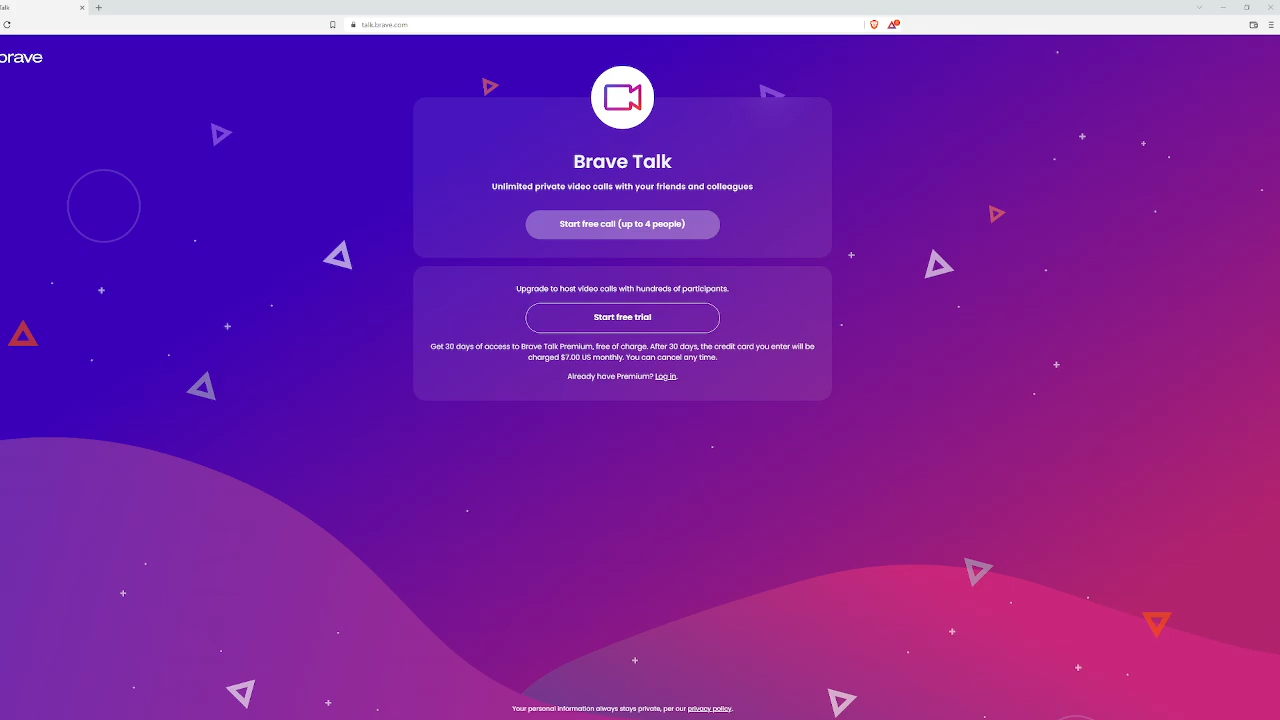 Talk
talk.brave.com
brave
Brave Talk
Unlimited private video calls with your friends and colleagues
Start free call (up to 4 people)
Upgrade to host video calls with hundreds of participants.
Start free trial
Get 30 days of access to Brave Talk Premium, free of charge. After 30 days, the credit card you enter will be
charged $7.00 US monthly. You can cancel any time.
Already have Premium? Log in.
Your personal information always stays private, per our privacy policy.